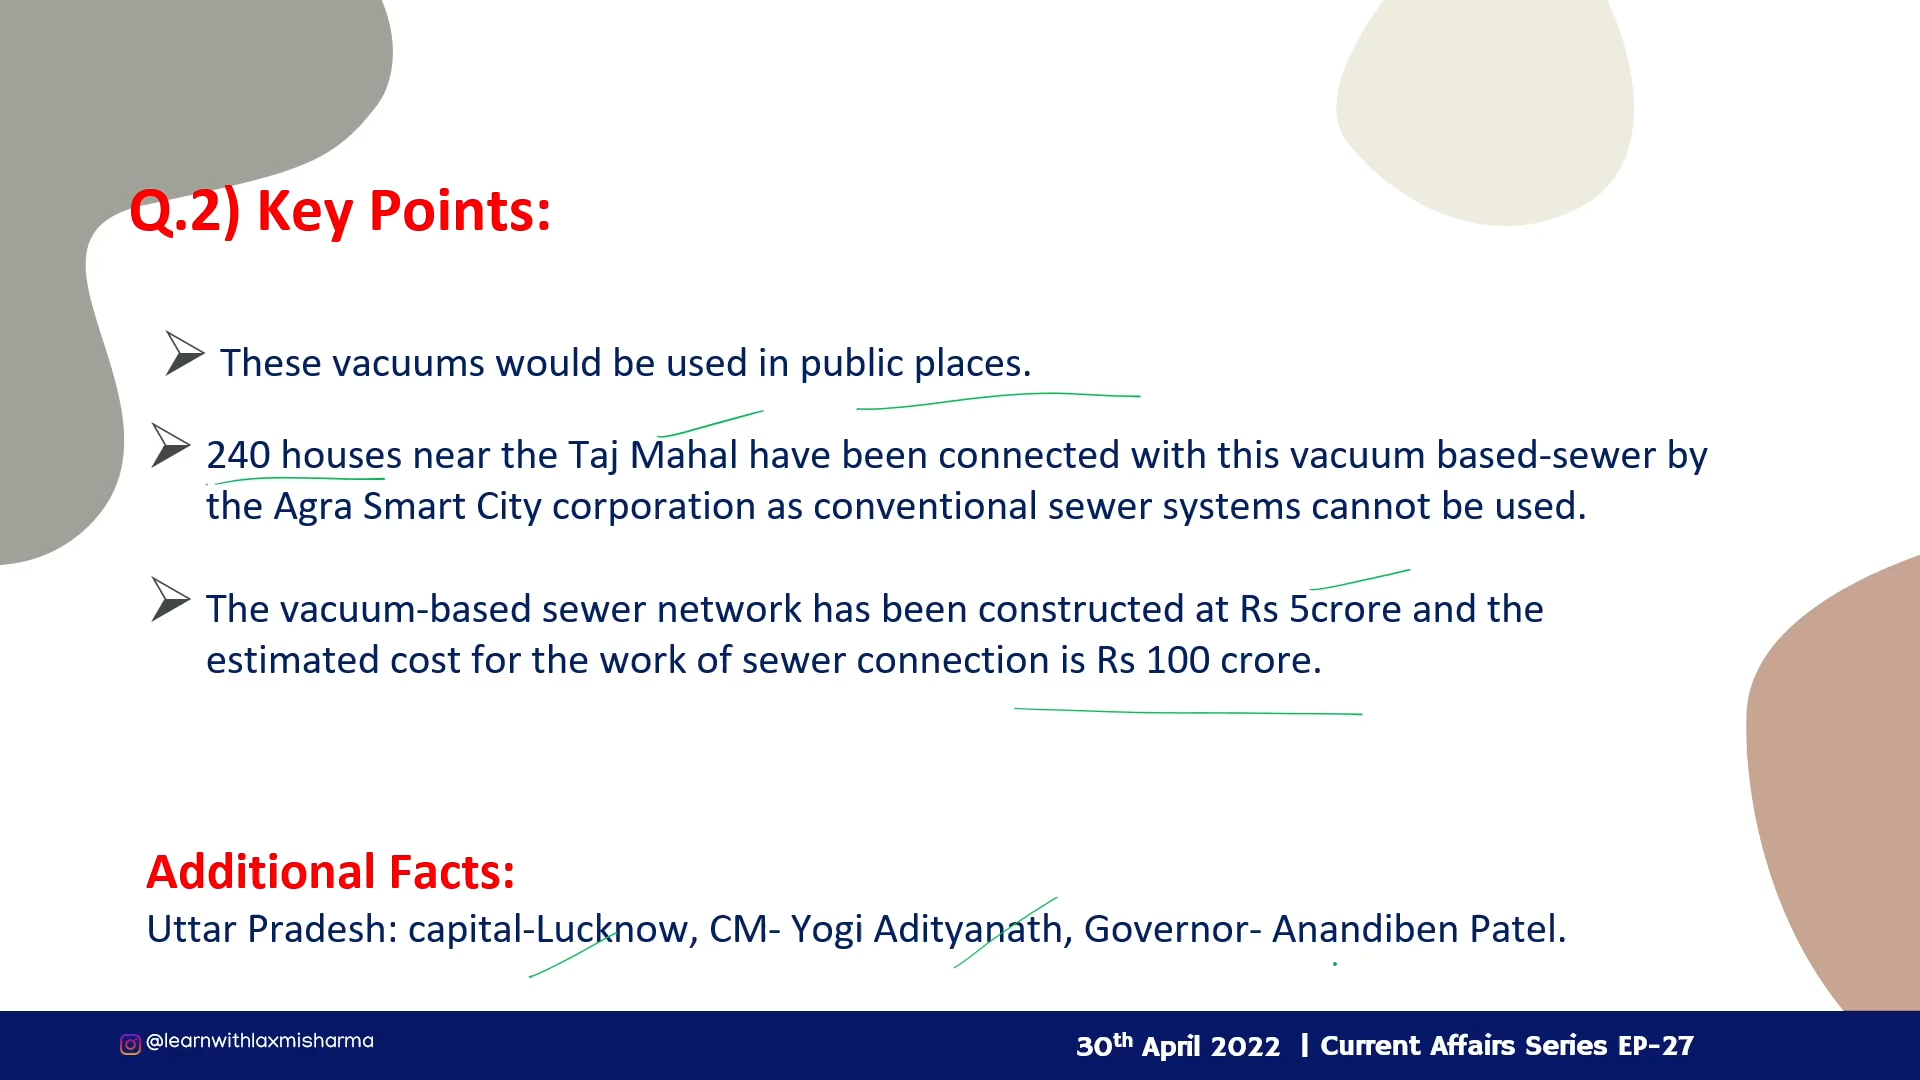 Q.2) Key Points:
These vacuums would be used in public places.
240 houses near the Taj Mahal have been connected with this vacuum based-sewer by
the Agra Smart City corporation as conventional sewer systems cannot be used.
The vacuum-based sewer network has been constructed at Rs 5crore and the
estimated cost for the work of sewer connection is Rs 100 crore.
Additional Facts:
Uttar Pradesh: capital-Lucknow, CM- Yogi Adityanath, Governor- Anandiben Patel.
@learnwithlaxmisharma
30th April 2022 | Current Affairs Series EP-27